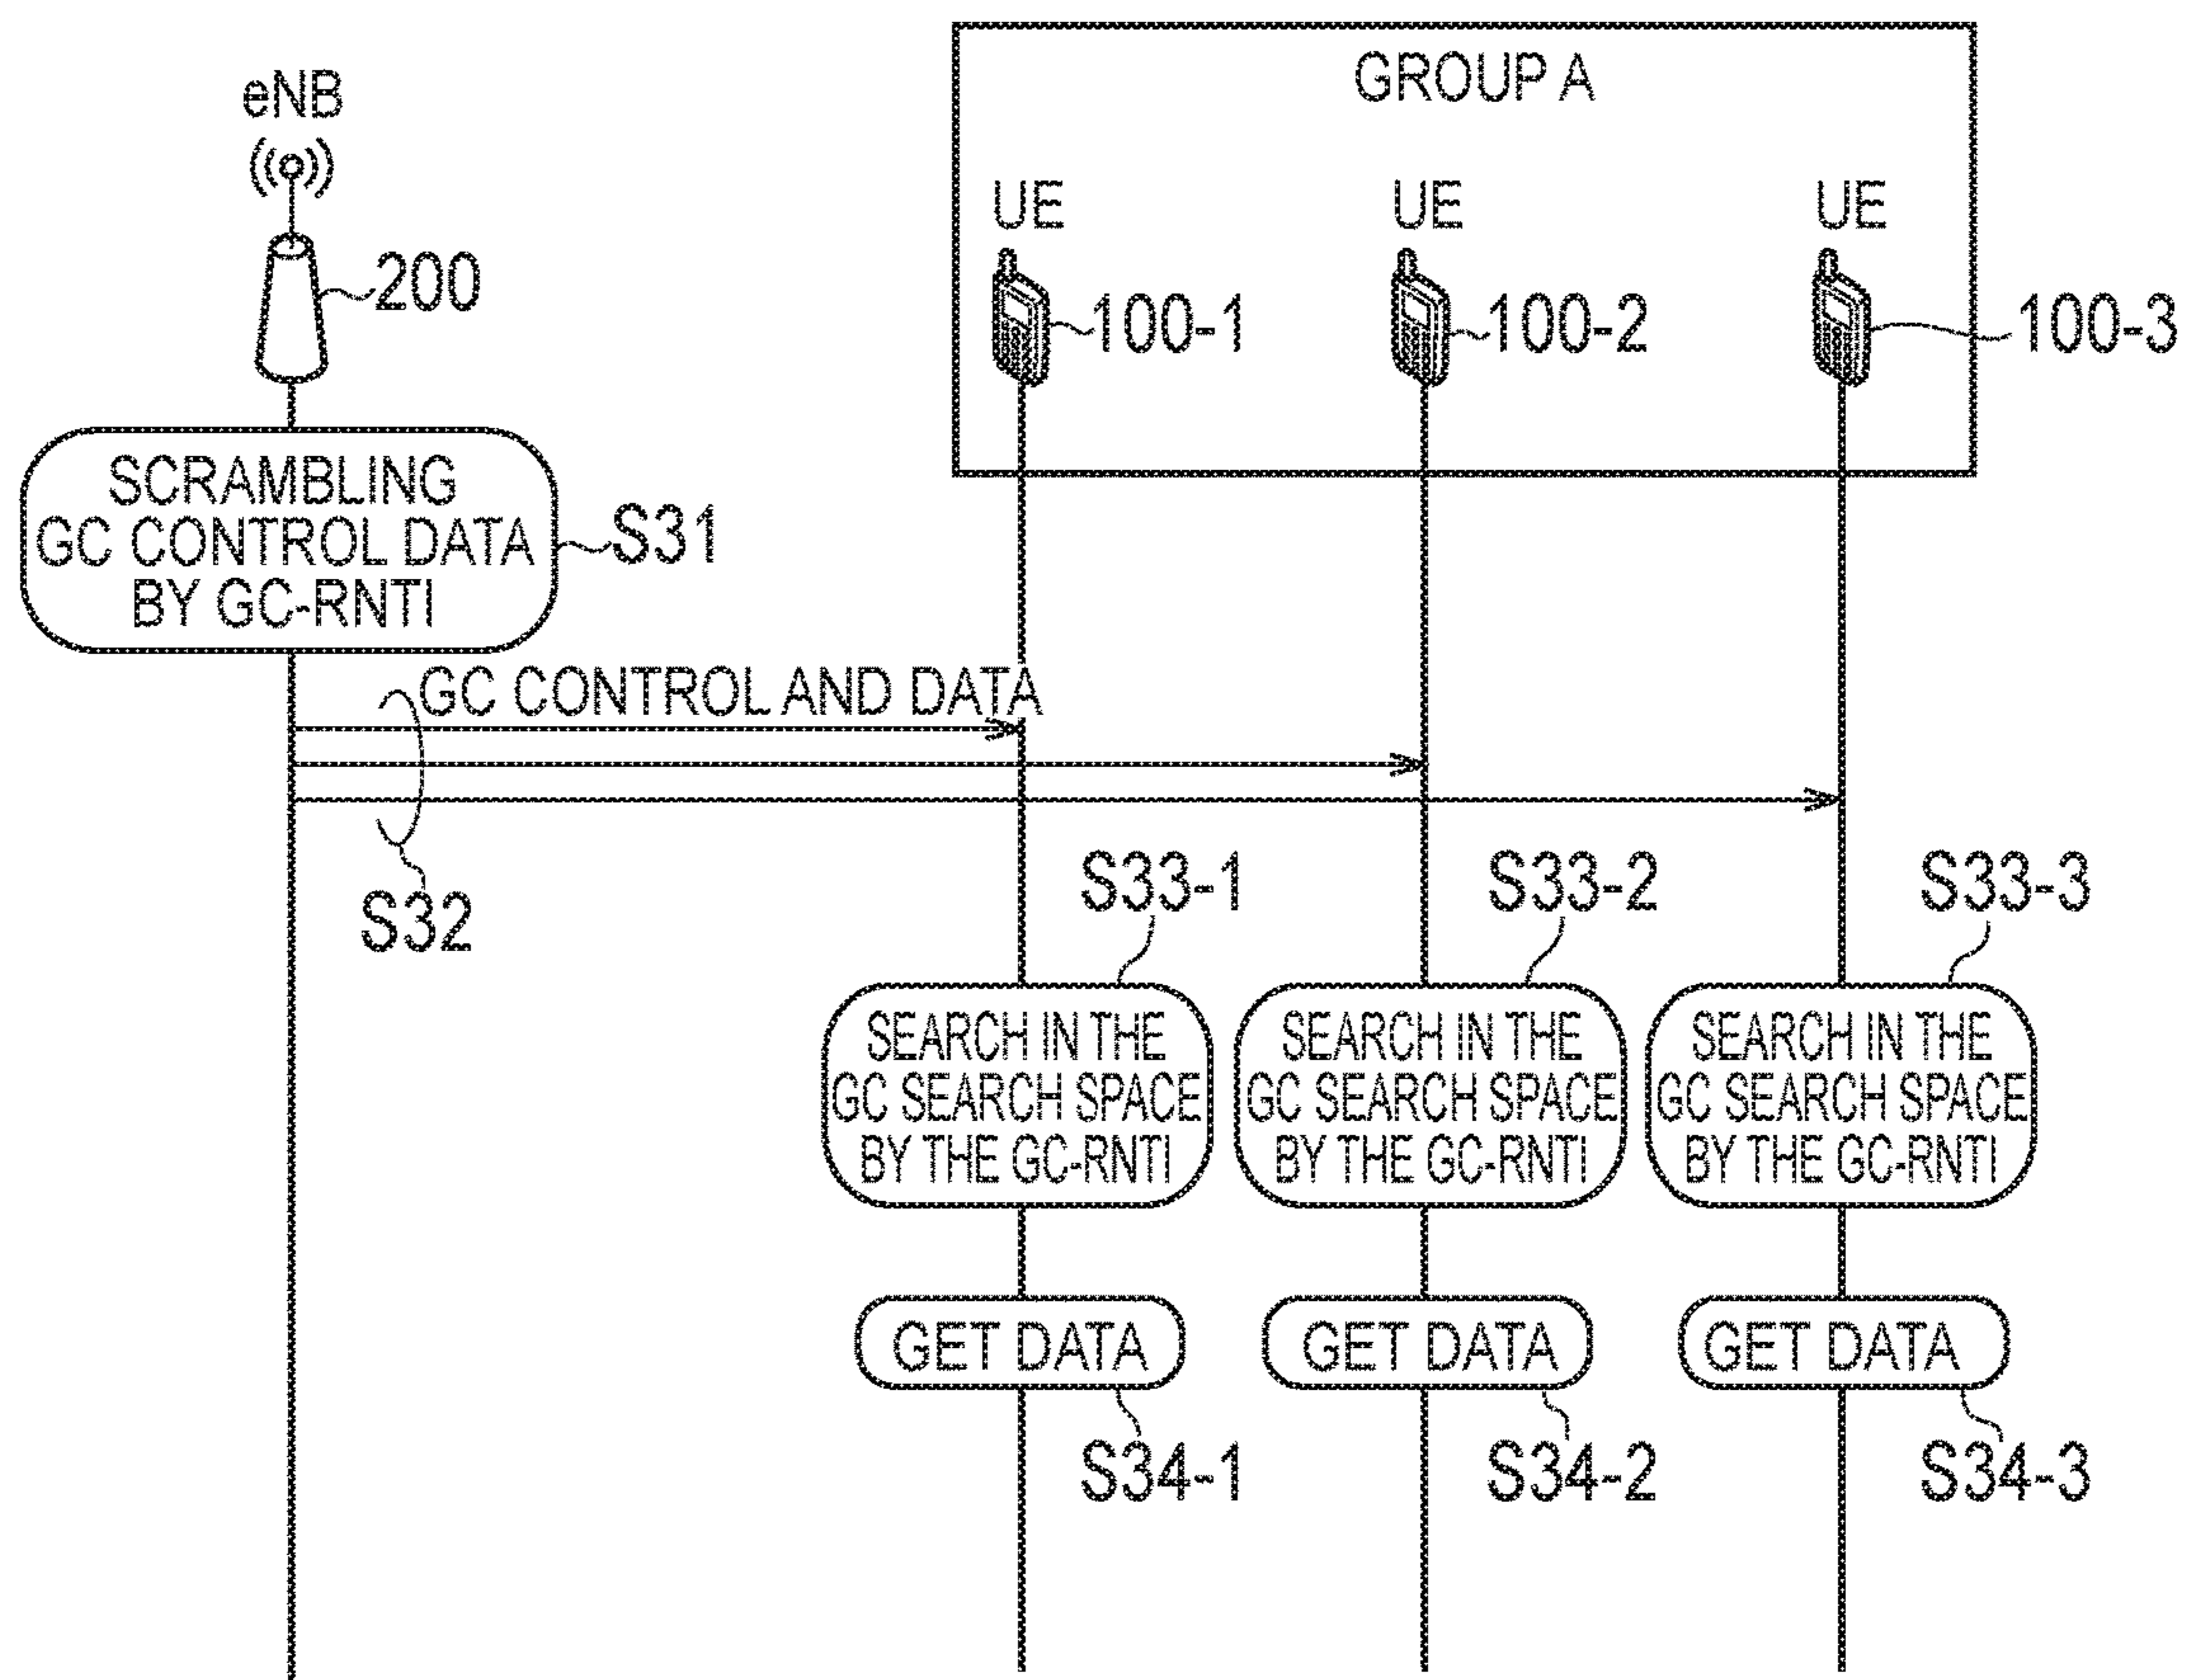 GROUP A
eNB
UE
UE
UE
200
100-1
100-2
100-3
SCRAMBLING
GC CONTROL DATA
BY GC-RNTI
S31
GC CONTROL AND DATA
S32
S33-1
S33-2
S33-3
SEARCH IN THE
GC SEARCH SPACE
BY THE GC-RNTI
SEARCH IN THE
GC SEARCH SPACE
BY THE GC-RNTI
SEARCH IN THE
GC SEARCH SPACE
BY THE GC-RNTI
GET DATA
GET DATA
GET DATA
S34-1
S34-2
S34-3